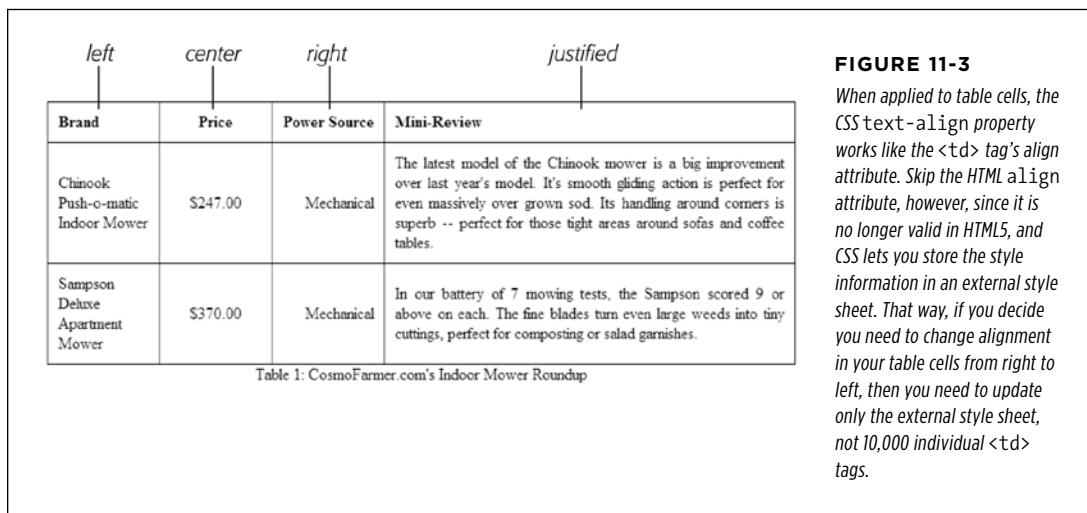 left center right justified
Brand Price Power Source Mini-Review
Chinook
Push-o-matic
Indoor Mower
$247.00
Mechanical
The latest model of the Chinook mower is a big improvement
over last year's model. It's smooth gliding action is perfect for
even massively over grown sod. Its handling around corners is
superb -- perfect for those tight areas around sofas and coffee
tables.
Sampson
Deluxe
Apartment
Mower
$370.00
Mechanical
In our battery of 7 mowing tests, the Sampson scored 9 or
above on each. The fine blades turn even large weeds into tiny
cuttings, perfect for composting or salad garnishes.
Table 1: CosmoFarmer.com's Indoor Mower Roundup
FIGURE 11-3
When applied to table cells, the
CSS text-align property
works like the <td> tag's align
attribute. Skip the HTML align
attribute, however, since it is
no longer valid in HTML5, and
CSS lets you store the style
information in an external style
sheet. That way, if you decide
you need to change alignment
in your table cells from right to
left, then you need to update
only the external style sheet,
not 10,000 individual <td>
tags.